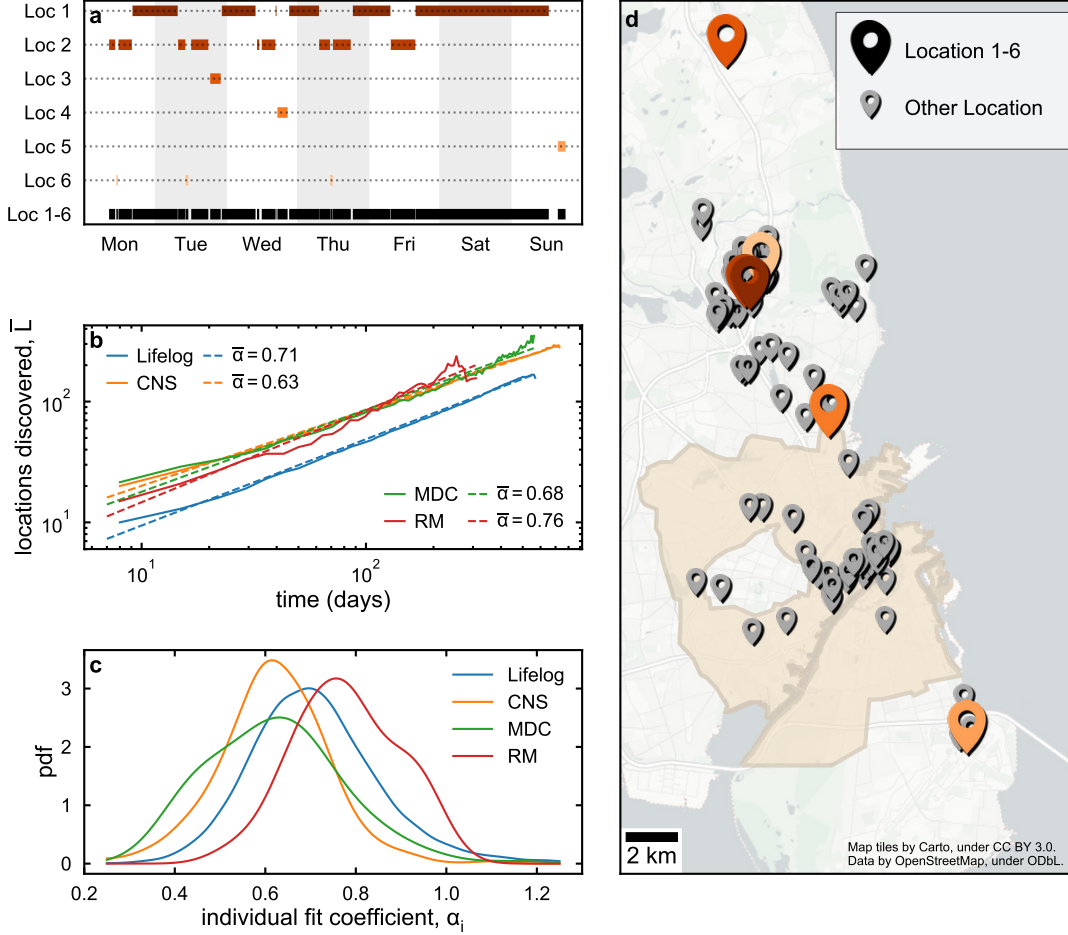 a
Loc 1
Loc 2
Loc 3
Loc 4
Loc 5
Loc 6
Loc 1-6
Mon Tue Wed Thu Fri Sat Sun
b
locations discovered, L̅
Lifelog α̅ = 0.71
CNS α̅ = 0.63
MDC α̅ = 0.68
RM α̅ = 0.76
10²
10¹
10¹ 10²
time (days)
c
pdf
Lifelog
CNS
MDC
RM
3
2
1
0
0.2 0.4 0.6 0.8 1.0 1.2
individual fit coefficient, αᵢ
d
Location 1-6
Other Location
2 km
Map tiles by Carto, under CC BY 3.0.
Data by OpenStreetMap, under ODbL.